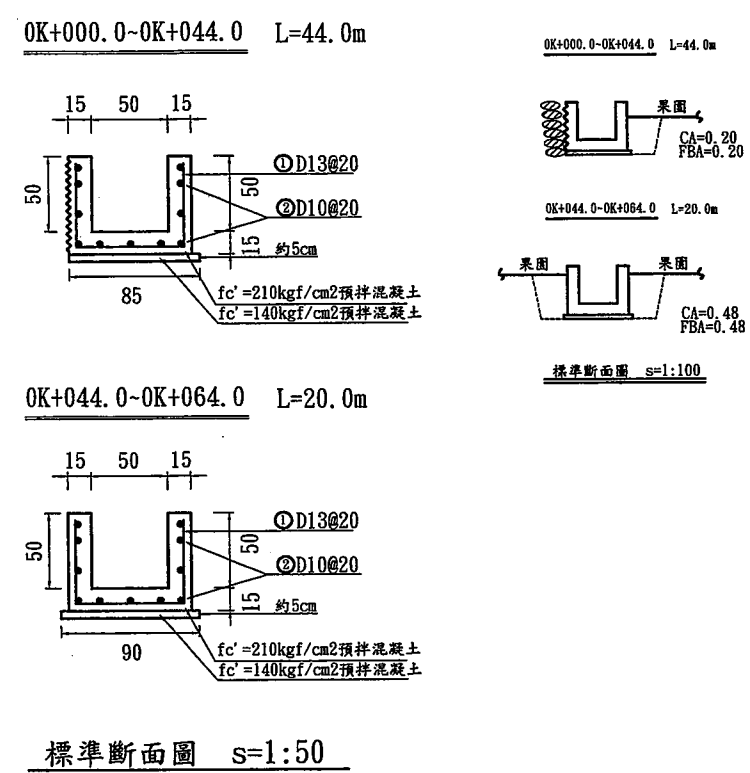 0K+000.0~0K+044.0 L=44.0m
15 50 15
50
①D13@20
50
②D10@20
15
約5cm
85
fc'=210kgf/cm2預拌混凝土
fc'=140kgf/cm2預拌混凝土
0K+044.0~0K+064.0 L=20.0m
15 50 15
50
①D13@20
50
②D10@20
15
約5cm
90
fc'=210kgf/cm2預拌混凝土
fc'=140kgf/cm2預拌混凝土
標準斷面圖 s=1:50
0K+000.0~0K+044.0 L=44.0m
果園
CA=0.20
FBA=0.20
0K+044.0~0K+064.0 L=20.0m
果園 果園
CA=0.48
FBA=0.48
標準斷面圖 s=1:100